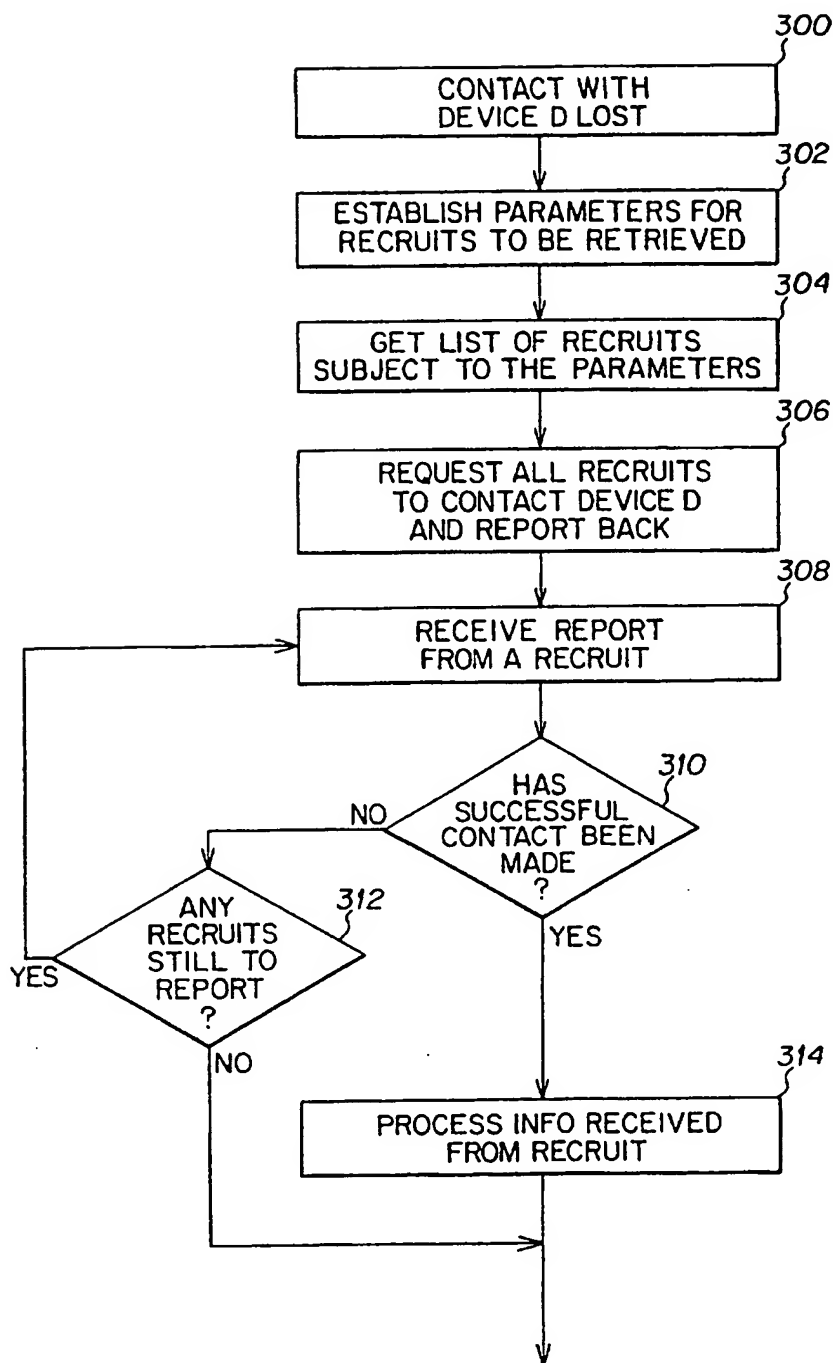 300
CONTACT WITH
DEVICE D LOST
302
ESTABLISH PARAMETERS FOR
RECRUITS TO BE RETRIEVED
304
GET LIST OF RECRUITS
SUBJECT TO THE PARAMETERS
306
REQUEST ALL RECRUITS
TO CONTACT DEVICE D
AND REPORT BACK
308
RECEIVE REPORT
FROM A RECRUIT
310
HAS
SUCCESSFUL
CONTACT BEEN
MADE
?
NO
YES
312
ANY
RECRUITS
STILL TO
REPORT
?
YES
NO
314
PROCESS INFO RECEIVED
FROM RECRUIT